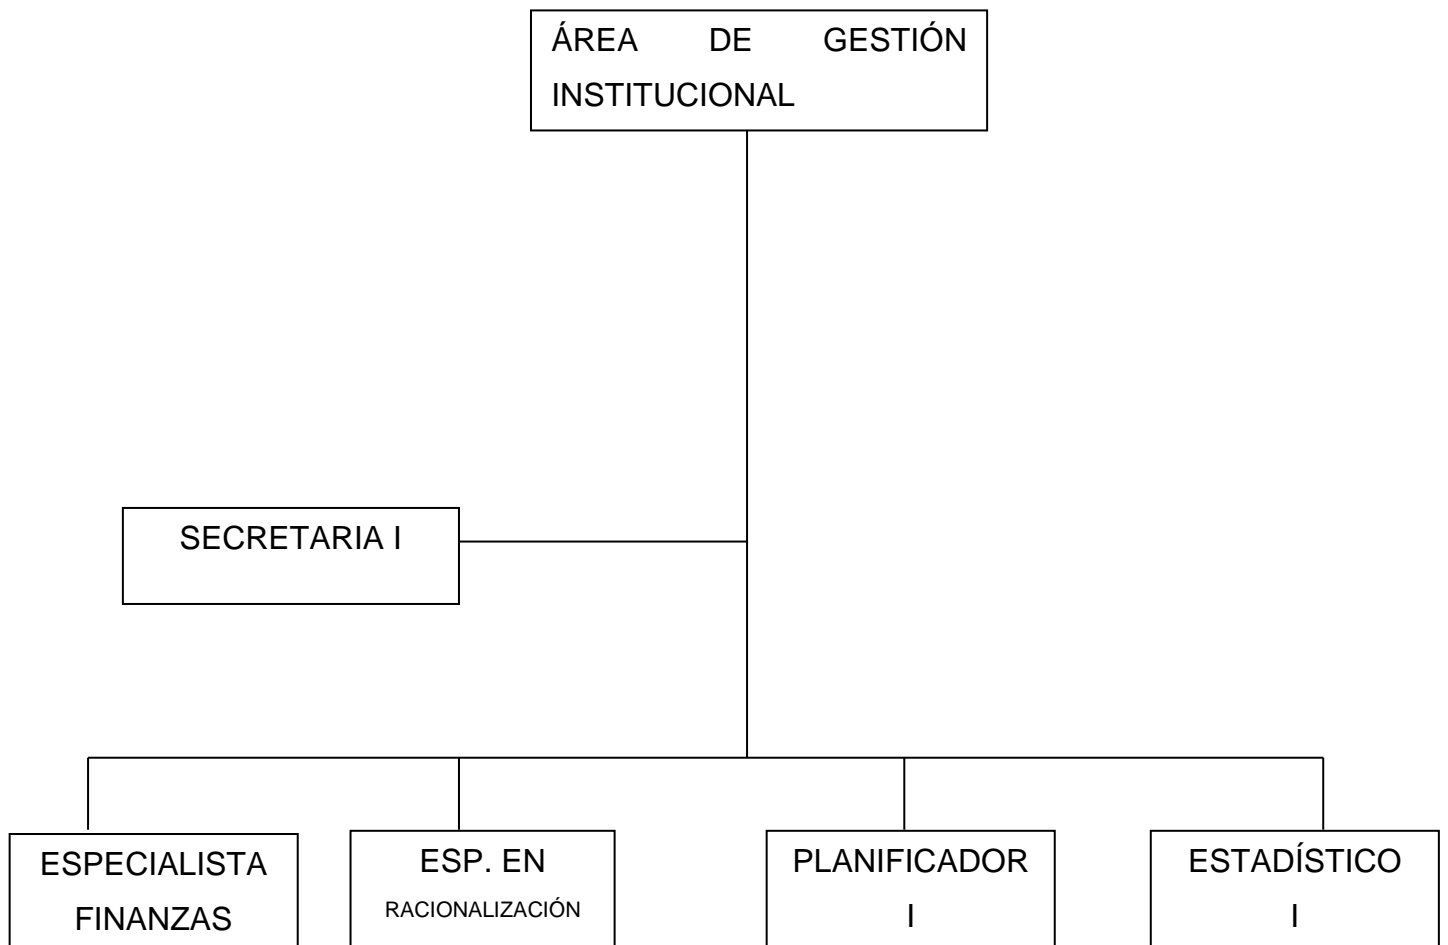 ÁREA DE GESTIÓN
INSTITUCIONAL
SECRETARIA I
ESPECIALISTA
FINANZAS
ESP. EN
RACIONALIZACIÓN
PLANIFICADOR
I
ESTADÍSTICO
I